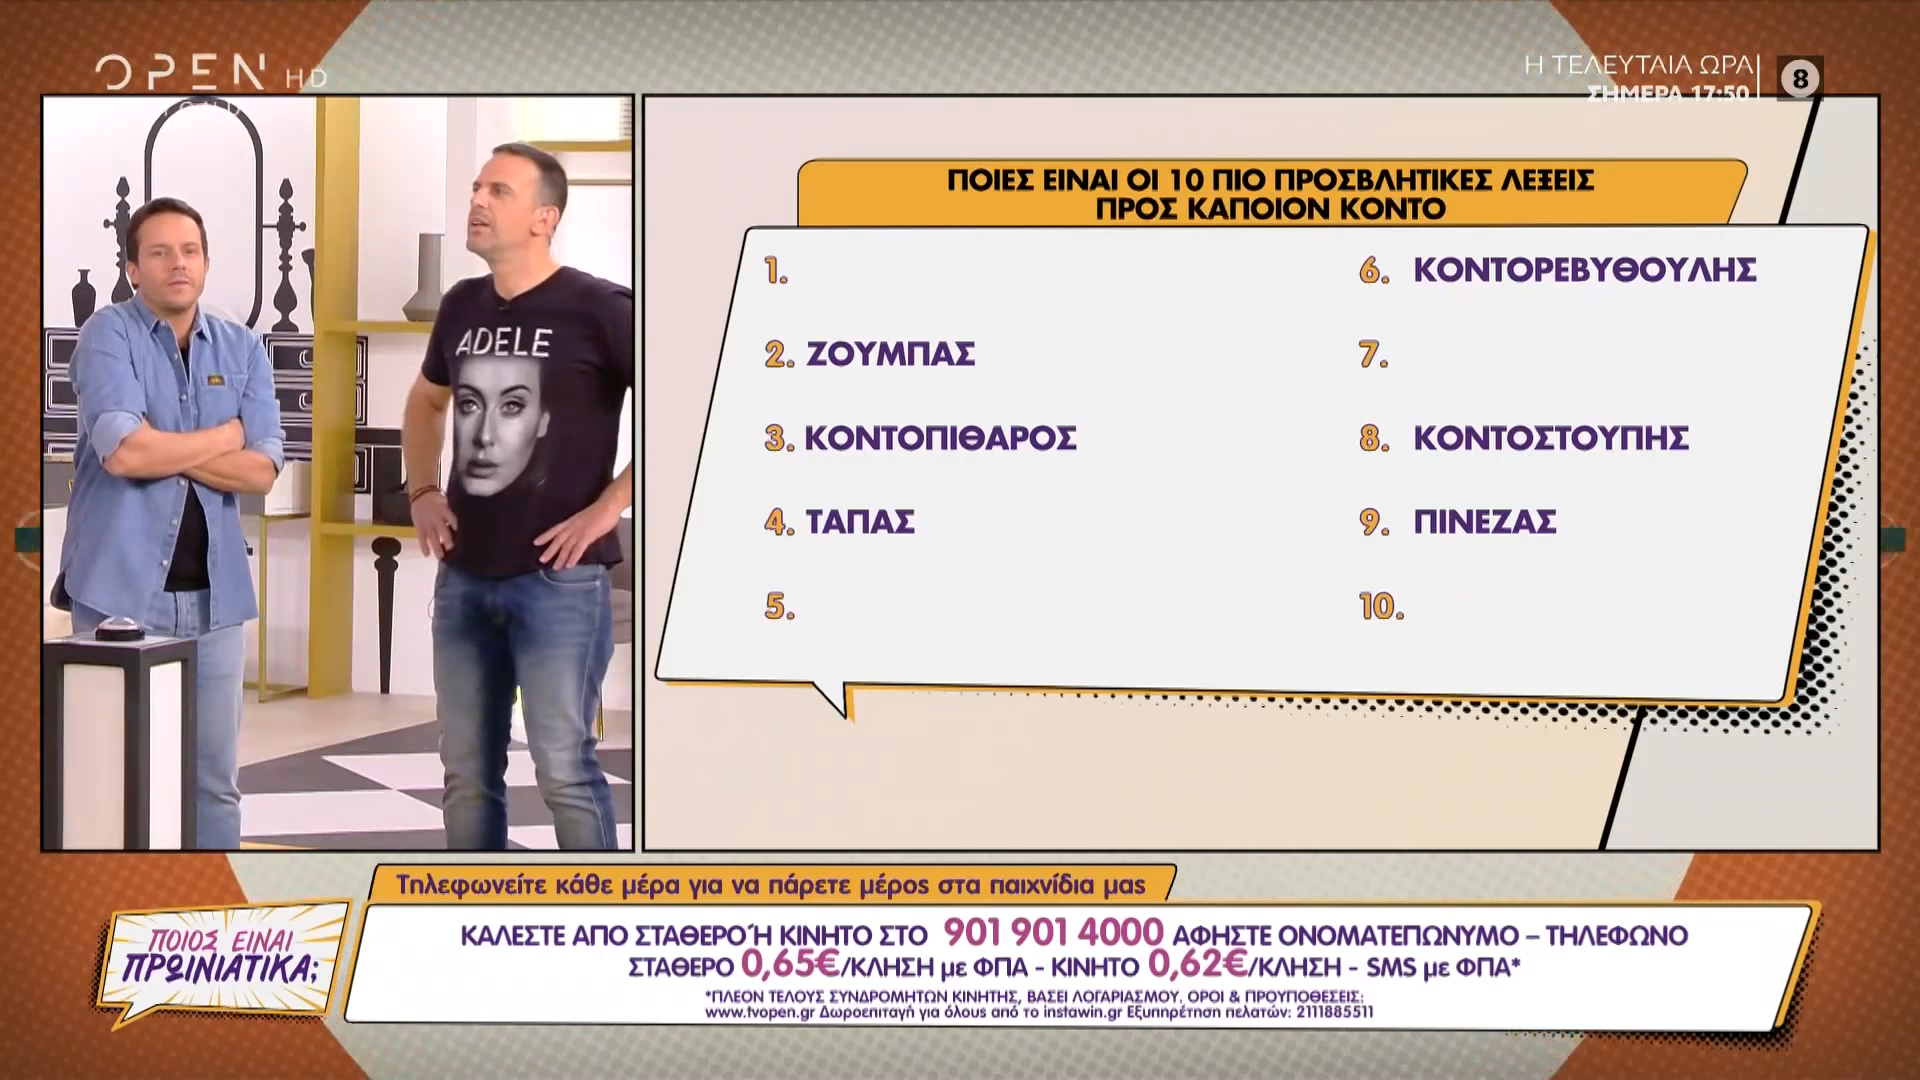 OPEN HD
Η ΤΕΛΕΥΤΑΙΑ ΩΡΑ
ΣΗΜΕΡΑ 17:50
8
ADELE
ΠΟΙΕΣ ΕΙΝΑΙ ΟΙ 10 ΠΙΟ ΠΡΟΣΒΛΗΤΙΚΕΣ ΛΕΞΕΙΣ
ΠΡΟΣ ΚΑΠΟΙΟΝ ΚΟΝΤΟ
1.
2. ΖΟΥΜΠΑΣ
3. ΚΟΝΤΟΠΙΘΑΡΟΣ
4. ΤΑΠΑΣ
5.
6. ΚΟΝΤΟΡΕΒΥΘΟΥΛΗΣ
7.
8. ΚΟΝΤΟΣΤΟΥΠΗΣ
9. ΠΙΝΕΖΑΣ
10.
Τηλεφωνείτε κάθε μέρα για να πάρετε μέρος στα παιχνίδια μας
ΠΟΙΟΣ ΕΙΝΑΙ
ΠΡΩΙΝΙΑΤΙΚΑ;
ΚΑΛΕΣΤΕ ΑΠΟ ΣΤΑΘΕΡΟ Ή ΚΙΝΗΤΟ ΣΤΟ 901 901 4000 ΑΦΗΣΤΕ ΟΝΟΜΑΤΕΠΩΝΥΜΟ – ΤΗΛΕΦΩΝΟ
ΣΤΑΘΕΡΟ 0,65€/ΚΛΗΣΗ με ΦΠΑ - ΚΙΝΗΤΟ 0,62€/ΚΛΗΣΗ - SMS με ΦΠΑ*
*ΠΛΕΟΝ ΤΕΛΟΥΣ ΣΥΝΔΡΟΜΗΤΩΝ ΚΙΝΗΤΗΣ, ΒΑΣΕΙ ΛΟΓΑΡΙΑΣΜΟΥ. ΟΡΟΙ & ΠΡΟΥΠΟΘΕΣΕΙΣ:
www.tvopen.gr Δωροεπιταγή για όλους από το instawin.gr Εξυπηρέτηση πελατών: 2111885511